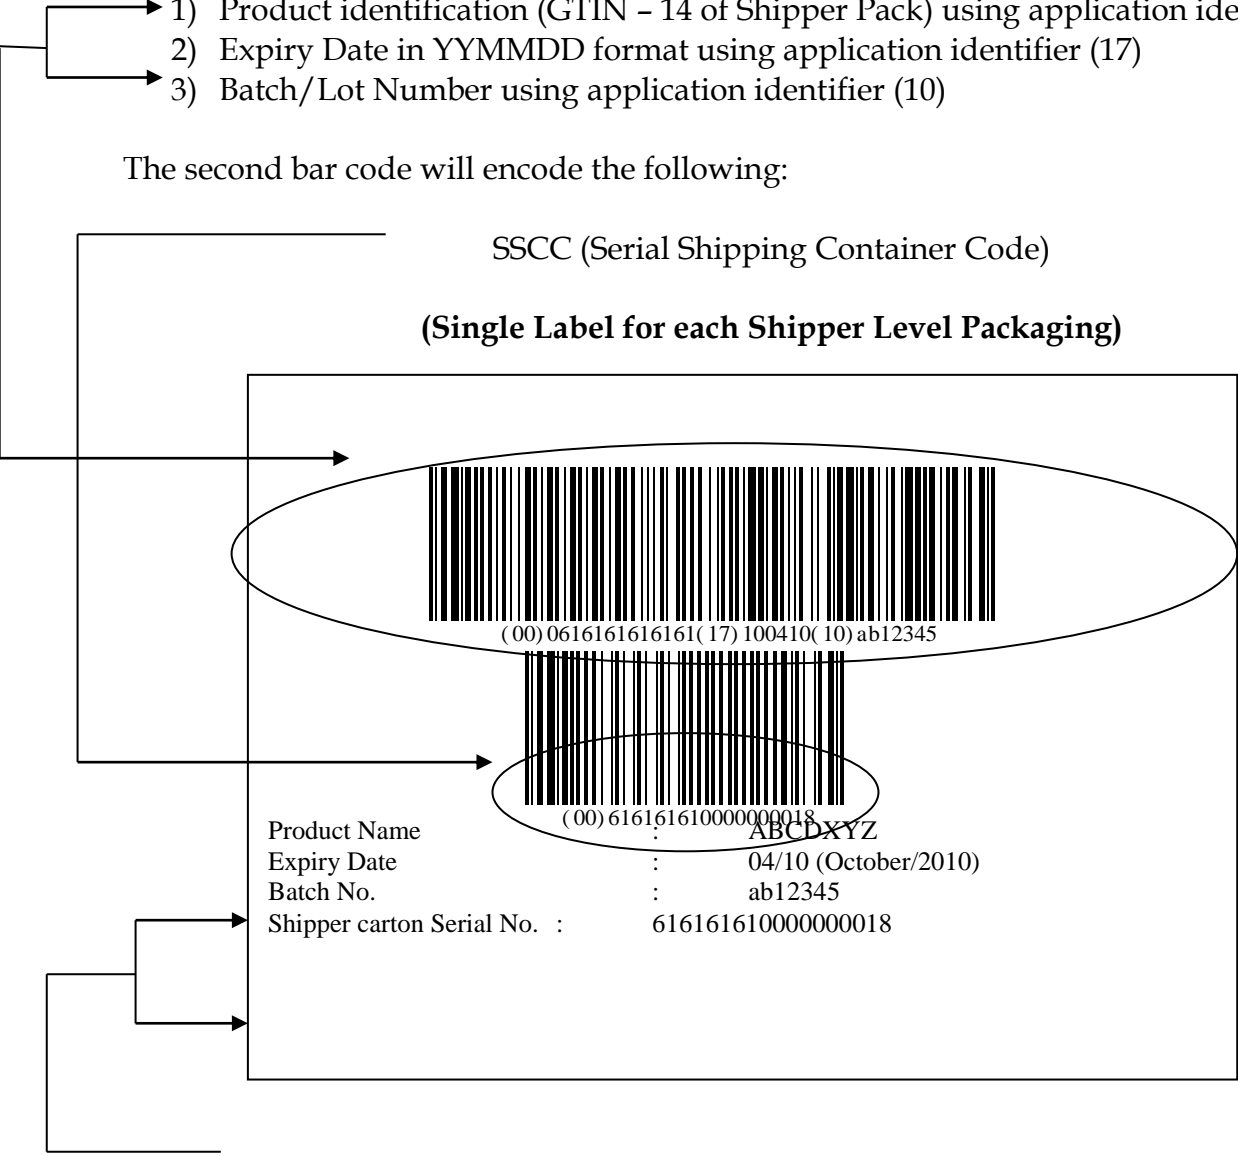 1) Product identification (GTIN – 14 of Shipper Pack) using application ide
2) Expiry Date in YYMMDD format using application identifier (17)
3) Batch/Lot Number using application identifier (10)
The second bar code will encode the following:
SSCC (Serial Shipping Container Code)
(Single Label for each Shipper Level Packaging)
(00)0616161616161(17)100410(10)ab12345
(00)616161610000000018
Product Name : ABCDXYZ
Expiry Date : 04/10 (October/2010)
Batch No. : ab12345
Shipper carton Serial No. : 616161610000000018